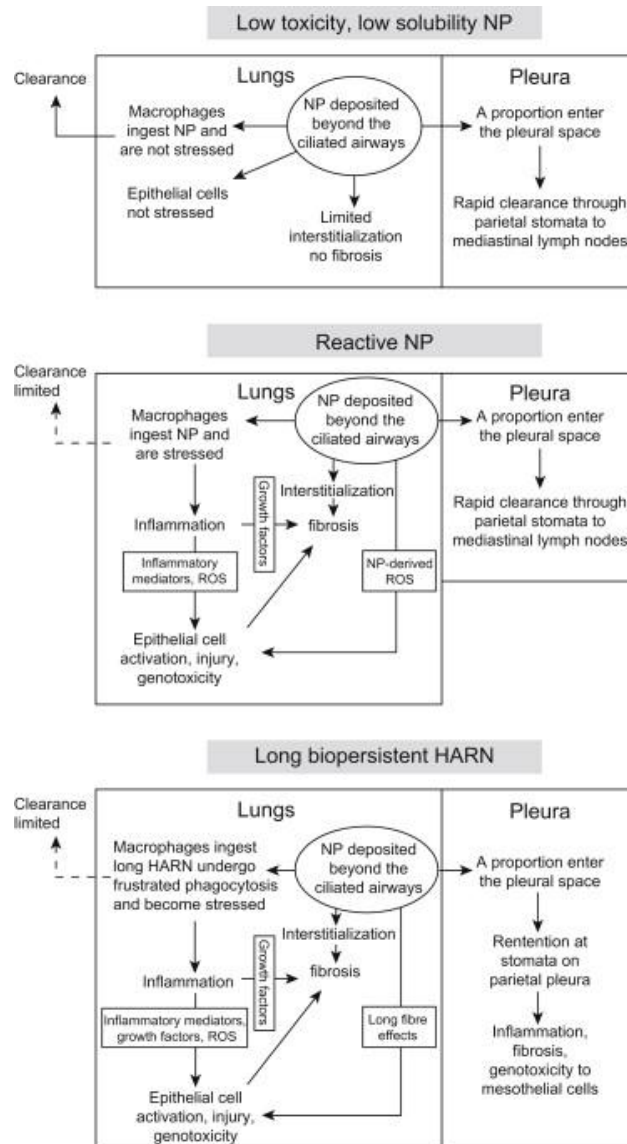 Low toxicity, low solubility NP
Lungs
Pleura
Clearance
Macrophages
ingest NP and
are not stressed
NP deposited
beyond the
ciliated airways
A proportion enter
the pleural space
Epithelial cells
not stressed
Limited
interstitialization
no fibrosis
Rapid clearance through
parietal stomata to
mediastinal lymph nodes
Reactive NP
Clearance
limited
Lungs
Pleura
Macrophages
ingest NP and
are stressed
NP deposited
beyond the
ciliated airways
A proportion enter
the pleural space
Interstitialization
Growth
factors
Inflammation
fibrosis
Rapid clearance through
parietal stomata to
mediastinal lymph nodes
Inflammatory
mediators, ROS
NP-derived
ROS
Epithelial cell
activation, injury,
genotoxicity
Long biopersistent HARN
Clearance
limited
Lungs
Pleura
Macrophages ingest
long HARN undergo
frustrated phagocytosis
and become stressed
NP deposited
beyond the
ciliated airways
A proportion enter
the pleural space
Interstitialization
Growth
factors
Inflammation
fibrosis
Rentention at
stomata on
parietal pleura
Inflammatory mediators,
growth factors, ROS
Long fibre
effects
Inflammation,
fibrosis,
genotoxicity to
mesothelial cells
Epithelial cell
activation, injury,
genotoxicity